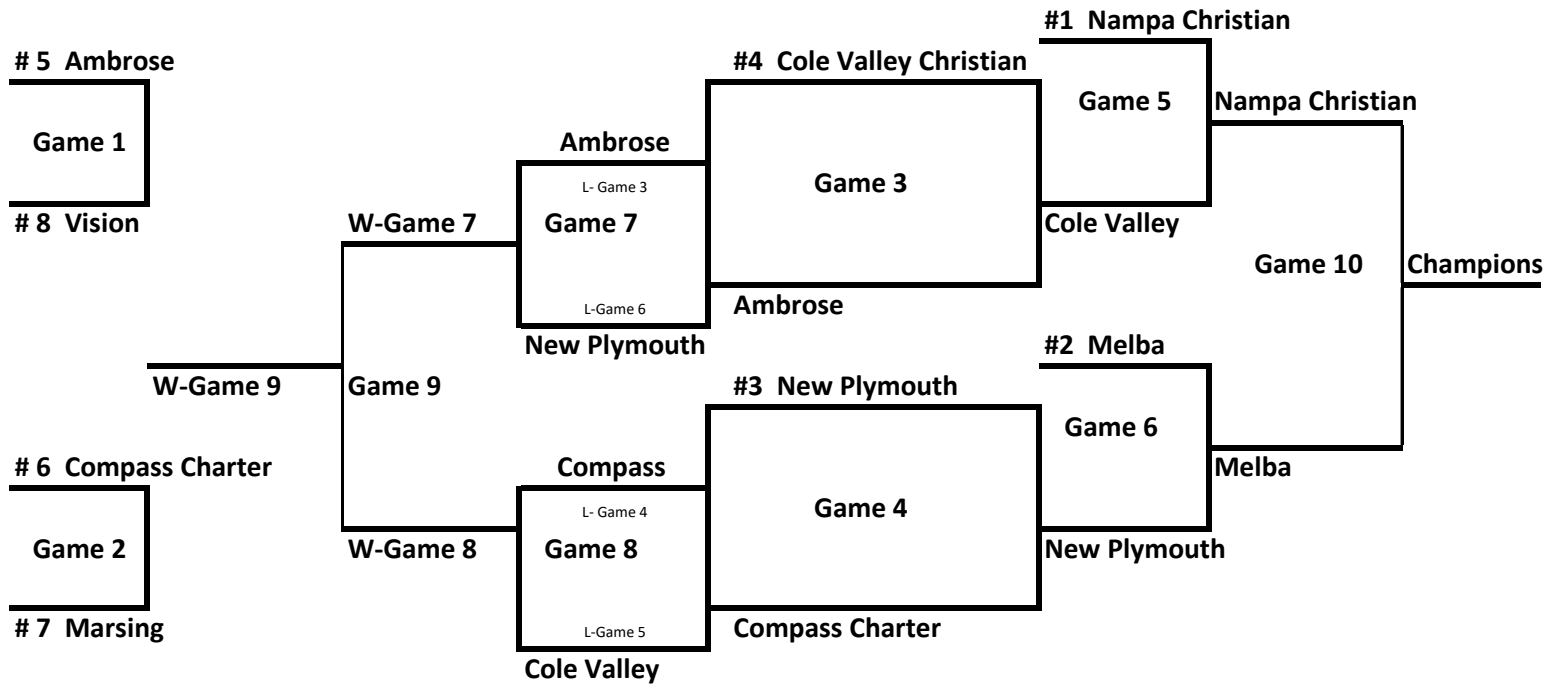 #1 Nampa Christian
# 5 Ambrose
#4 Cole Valley Christian
Game 5
Nampa Christian
Game 1
Ambrose
L- Game 3
Game 3
# 8 Vision
W-Game 7
Game 7
Cole Valley
Game 10
Champions
L-Game 6
Ambrose
New Plymouth
#2 Melba
W-Game 9
Game 9
#3 New Plymouth
Game 6
# 6 Compass Charter
Compass
Melba
L- Game 4
Game 4
Game 2
W-Game 8
Game 8
New Plymouth
# 7 Marsing
L-Game 5
Compass Charter
Cole Valley